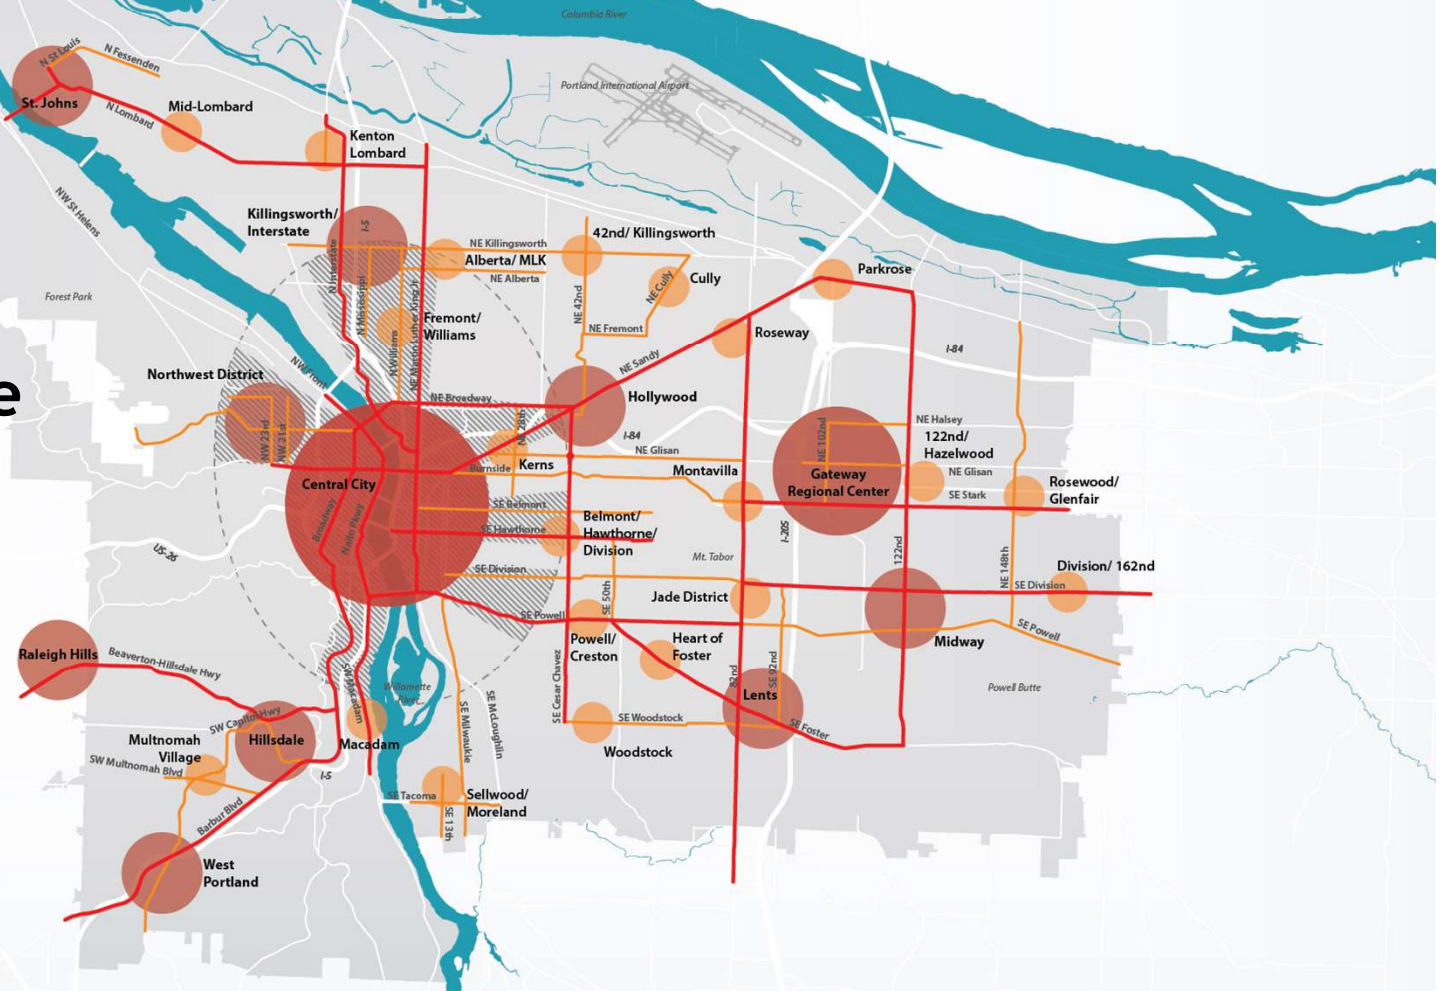 Columbia River
N St Louis
N Fessenden
Portland International Airport
St. Johns
N Lombard
Mid-Lombard
Kenton
Lombard
NW St Helens
Killingsworth/
Interstate
I-5
42nd/ Killingsworth
NE Killingsworth
Alberta/ MLK
NE Alberta
N Interstate
N Mississippi
NE Martin Luther King Jr
NE 42nd
NE Cully
Cully
Parkrose
Forest Park
Fremont/
Williams
N Williams
NE Fremont
Roseway
I-84
NE Sandy
e
Northwest District
NW Front
NE Broadway
Hollywood
NW 23rd
NW 21st
NE 28th
I-84
NE Glisan
NE 102nd
NE Halsey
122nd/
Hazelwood
Kerns
Burnside
Montavilla
Gateway
Regional Center
NE Glisan
SE Stark
Rosewood/
Glenfair
Central City
Broadway
Naito Pkwy
SE Belmont
SE Hawthorne
Belmont/
Hawthorne/
Division
I-205
122nd
US-26
Mt. Tabor
NE 148th
Division/ 162nd
SE Division
SE Division
SE 50th
Jade District
SE Powell
Powell/
Creston
Heart of
Foster
SE Powell
Midway
Raleigh Hills
Beaverton-Hillsdale Hwy
SW Macadam
Willamette
River
SE Cesar Chavez
82nd
SE 92nd
Lents
Powell Butte
SW Capitol Hwy
SE Milwaukie
SE McLoughlin
SE Woodstock
SE Foster
Multnomah
Village
Hillsdale
Macadam
Woodstock
SW Multnomah Blvd
I-5
Barbur Blvd
SE Tacoma
Sellwood/
Moreland
SE 13th
West
Portland